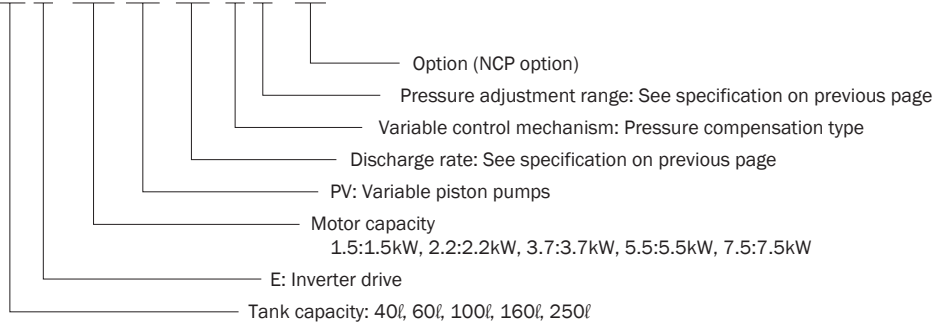 Option (NCP option)
Pressure adjustment range: See specification on previous page
Variable control mechanism: Pressure compensation type
Discharge rate: See specification on previous page
PV: Variable piston pumps
Motor capacity
1.5:1.5kW, 2.2:2.2kW, 3.7:3.7kW, 5.5:5.5kW, 7.5:7.5kW
E: Inverter drive
Tank capacity: 40ℓ, 60ℓ, 100ℓ, 160ℓ, 250ℓ